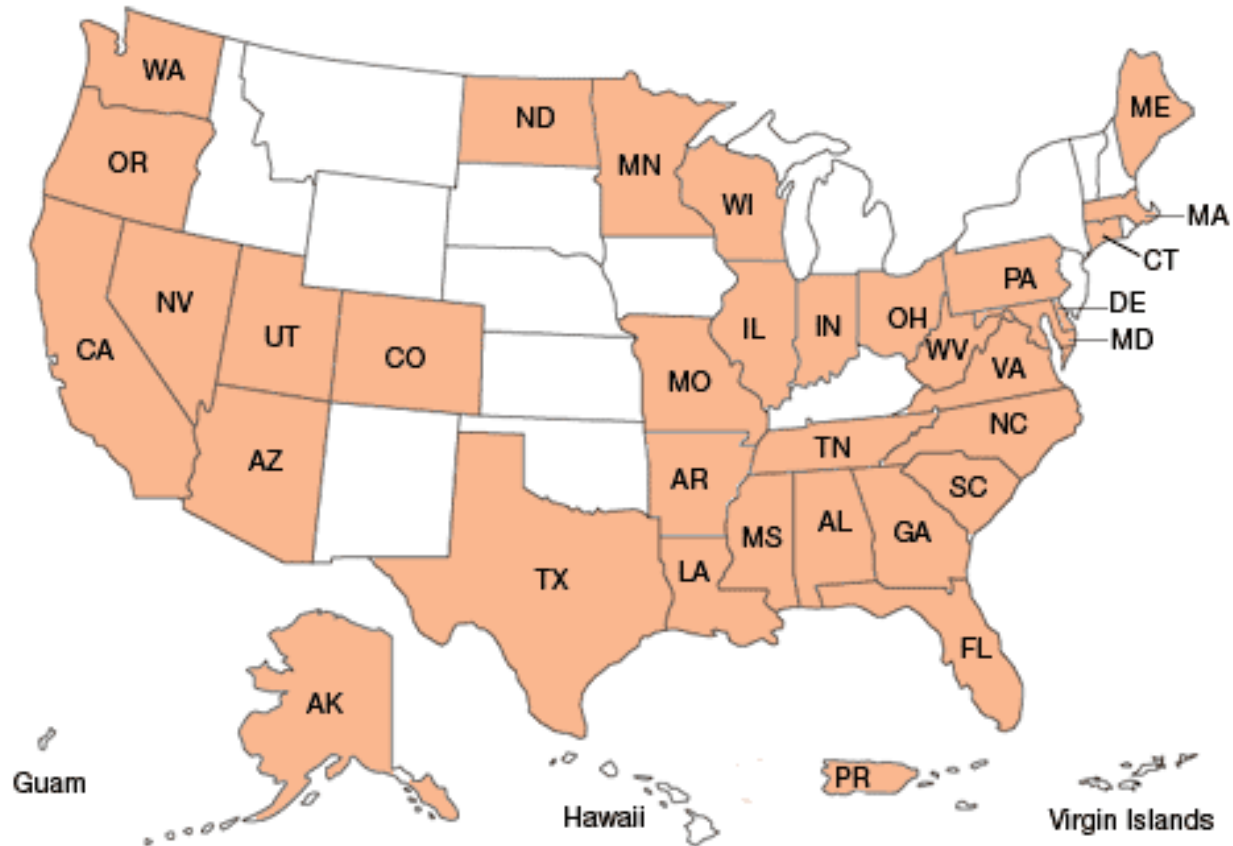 WA
ND
ME
MN
OR
WI
MA
CT
PA
NV
DE
IL
IN
OH
UT
MD
CA
WV
CO
VA
MO
NC
TN
AZ
AR
SC
AL
GA
MS
LA
TX
FL
AK
PR
Guam
Hawaii
Virgin Islands